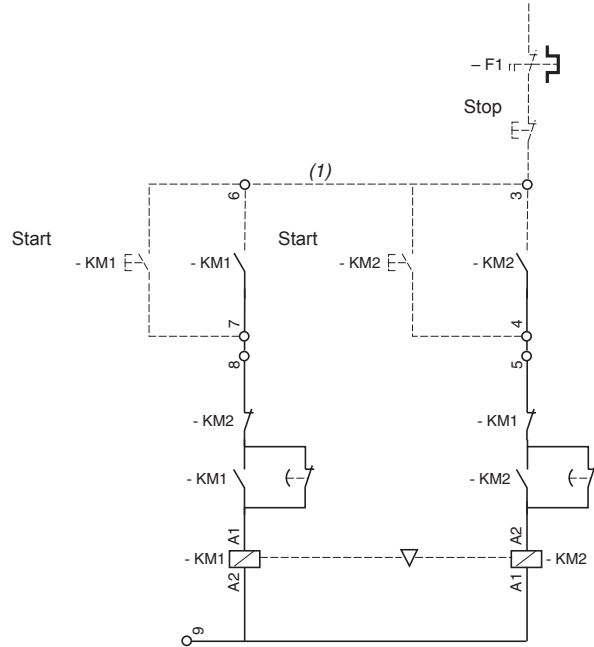 – F1
Stop
(1)
6
3
Start
- KM1
- KM1
Start
- KM2
- KM2
7
4
8
5
- KM2
- KM1
- KM1
- KM2
A1
A2
- KM1
- KM2
A2
A1
9